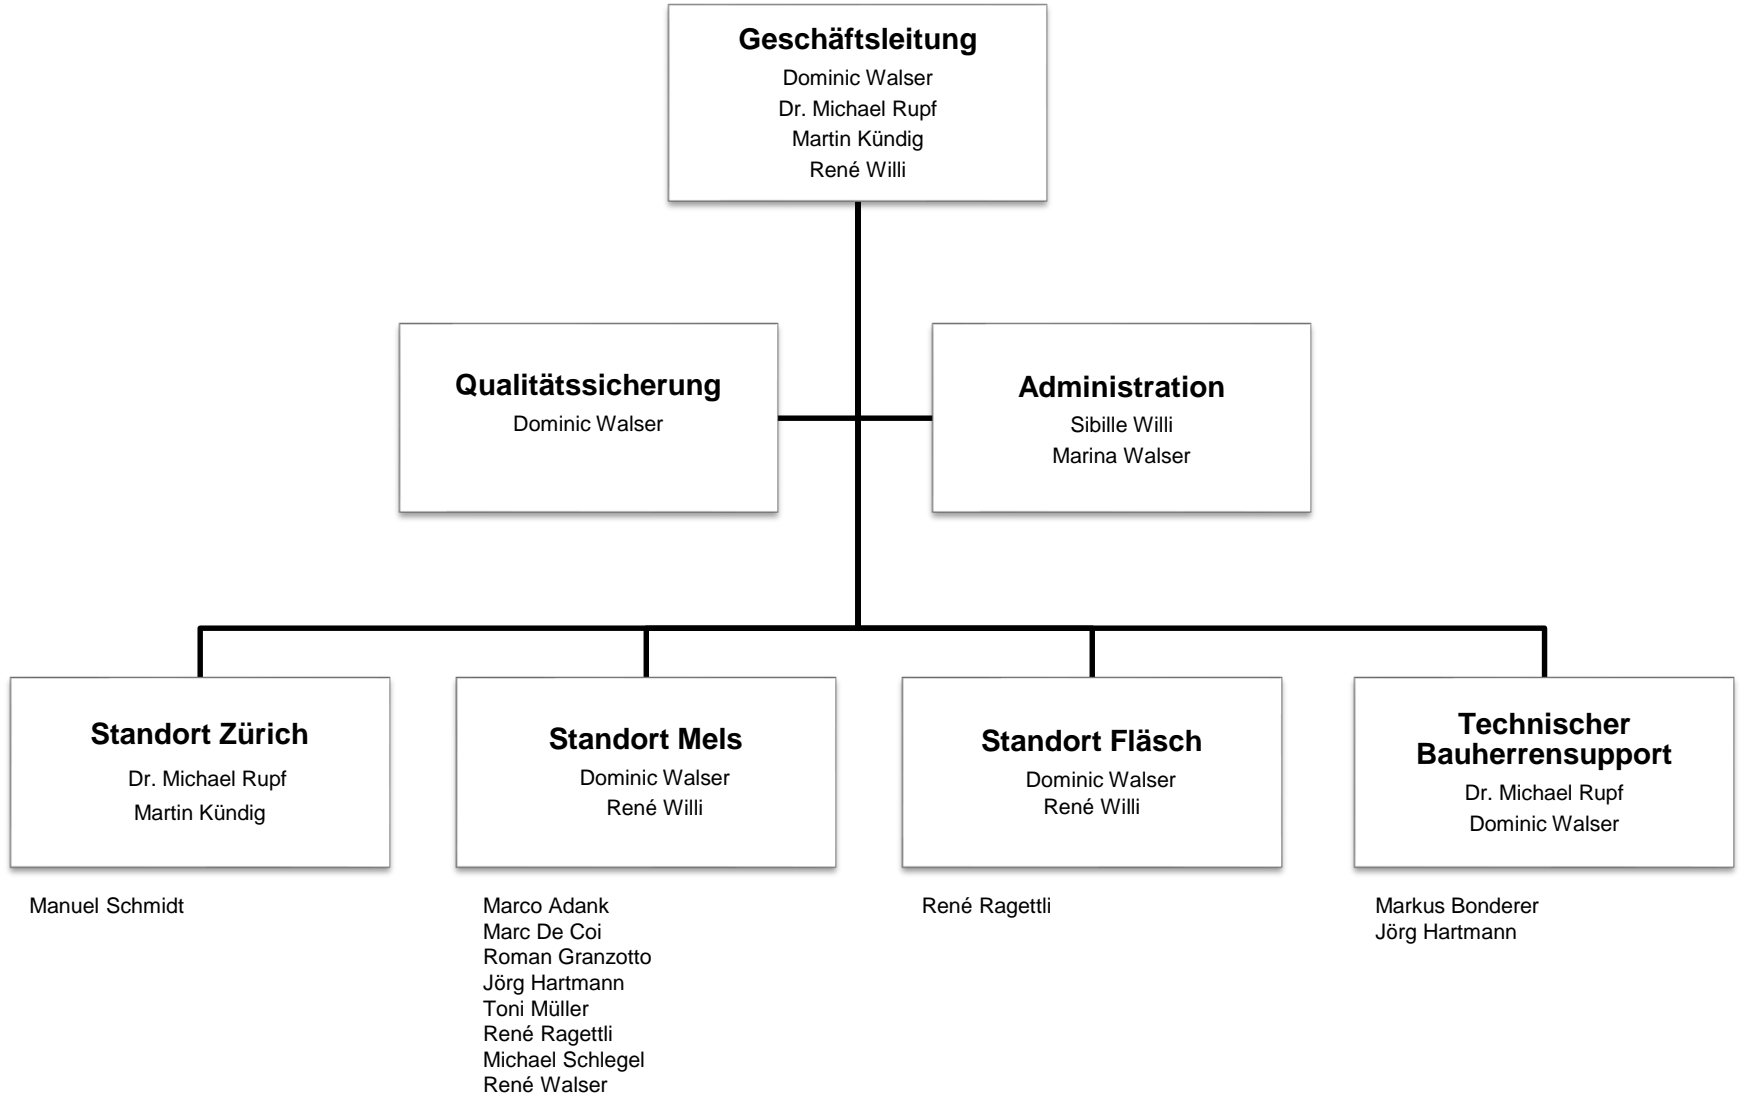 Geschäftsleitung
Dominic Walser
Dr. Michael Rupf
Martin Kündig
René Willi
Qualitätssicherung
Dominic Walser
Administration
Sibille Willi
Marina Walser
Standort Zürich
Dr. Michael Rupf
Martin Kündig
Manuel Schmidt
Standort Mels
Dominic Walser
René Willi
Marco Adank
Marc De Coi
Roman Granzotto
Jörg Hartmann
Toni Müller
René Ragettli
Michael Schlegel
René Walser
Standort Fläsch
Dominic Walser
René Willi
René Ragettli
Technischer
Bauherrensupport
Dr. Michael Rupf
Dominic Walser
Markus Bonderer
Jörg Hartmann